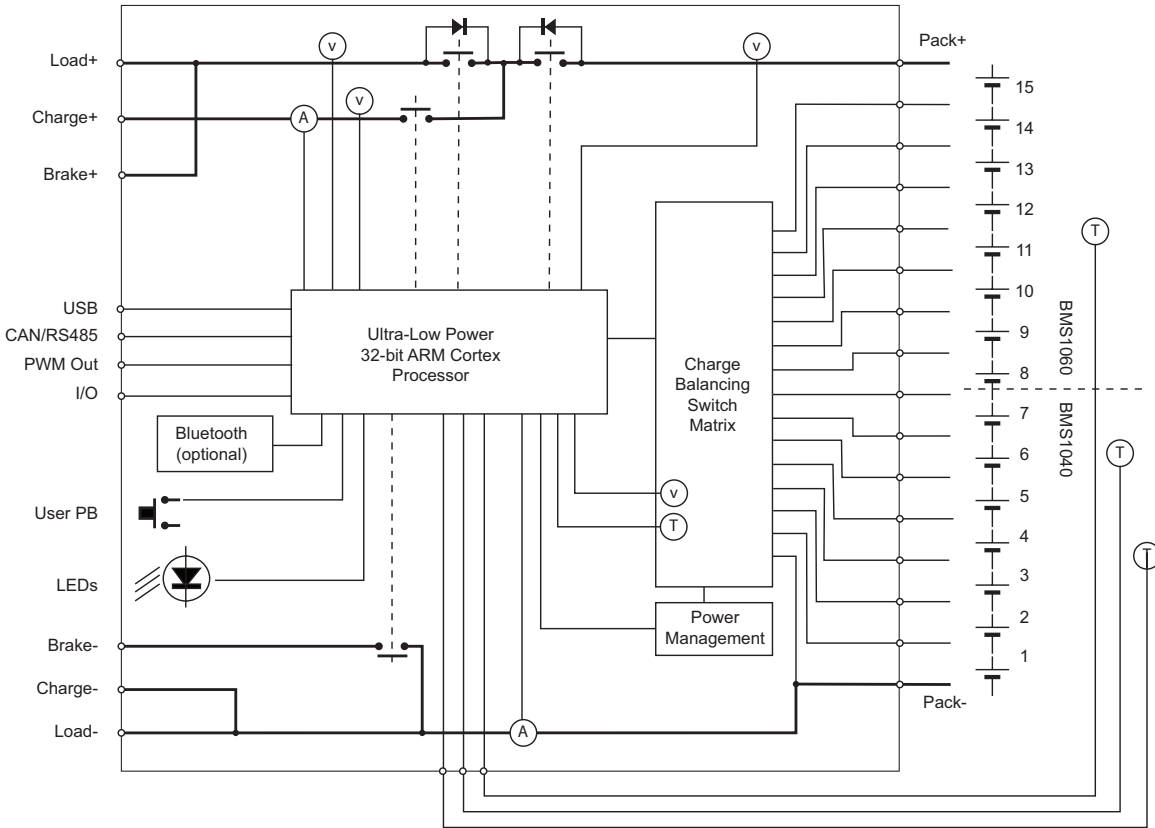 Load+
Charge+
Brake+
USB
CAN/RS485
PWM Out
I/O
User PB
LEDs
Brake-
Charge-
Load-
v
v
v
A
Ultra-Low Power
32-bit ARM Cortex
Processor
Bluetooth
(optional)
Charge
Balancing
Switch
Matrix
v
T
Power
Management
A
Pack+
15
14
13
12
11
10
9
8
7
6
5
4
3
2
1
Pack-
BMS1060
BMS1040
T
T
T